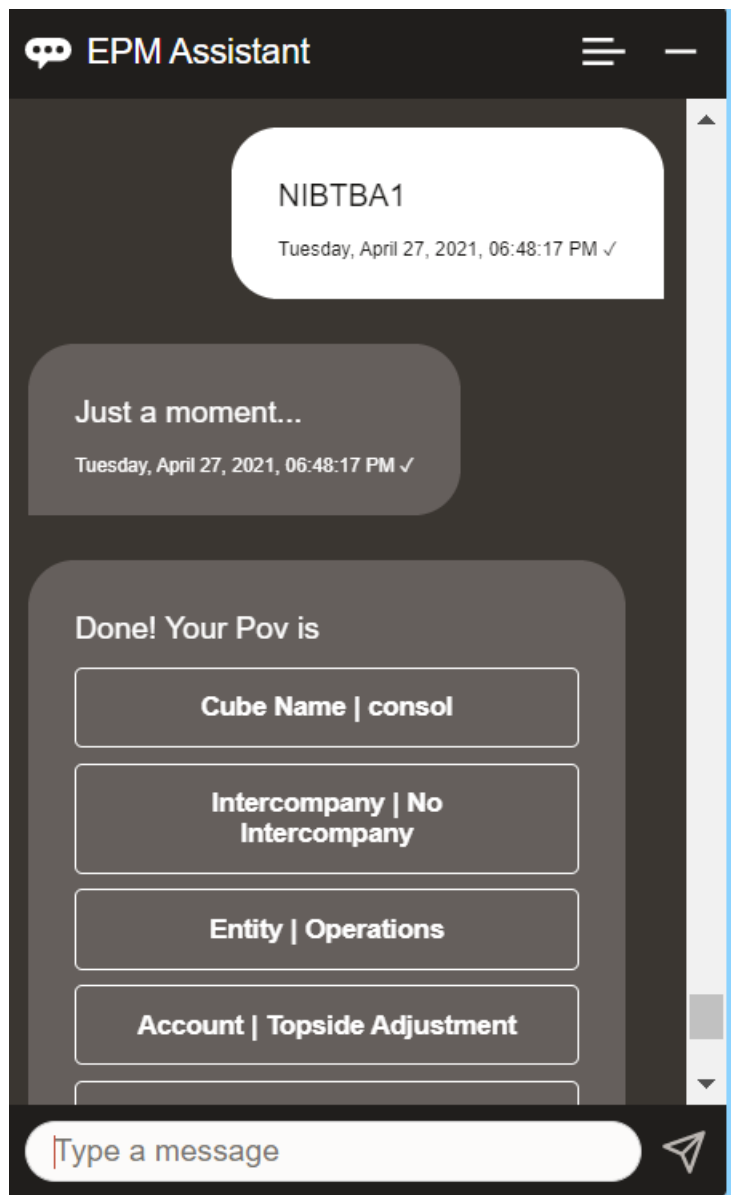 EPM Assistant
NIBTBA1
Tuesday, April 27, 2021, 06:48:17 PM ✓
Just a moment...
Tuesday, April 27, 2021, 06:48:17 PM ✓
Done! Your Pov is
Cube Name | consol
Intercompany | No
Intercompany
Entity | Operations
Account | Topside Adjustment
Type a message